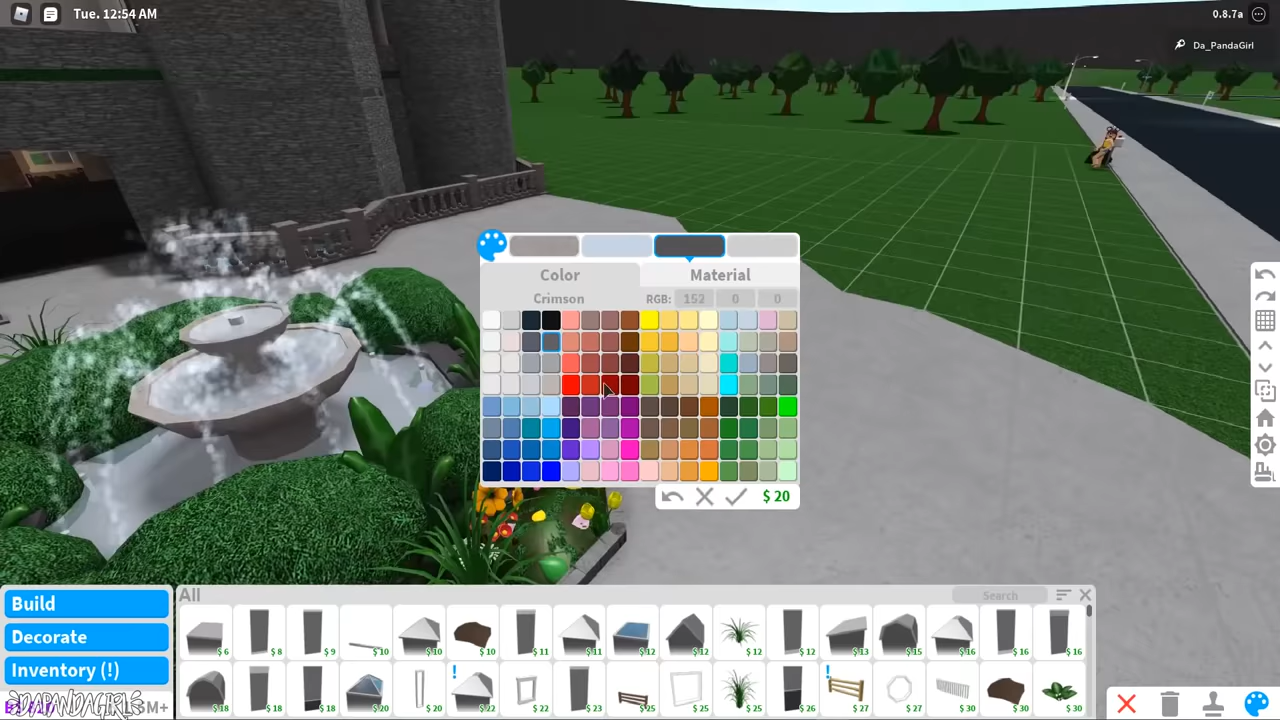 Tue. 12:54 AM
0.8.7a
Da_PandaGirl
Color
Material
Crimson
RGB: 152 0 0
$ 20
Build
Decorate
Inventory (!)
All
Search
$ 6 $ 8 $ 9 $ 10 $ 10 $ 10 $ 11 $ 11 $ 12 $ 12 $ 12 $ 12 $ 13 $ 15 $ 16 $ 16 $ 16
$ 18 $ 18 $ 18 $ 20 $ 20 ! $ 22 $ 22 $ 23 $ 25 $ 25 $ 25 $ 26 ! $ 27 $ 27 $ 30 $ 30 $ 30
DAPANDAGIRLS
M+